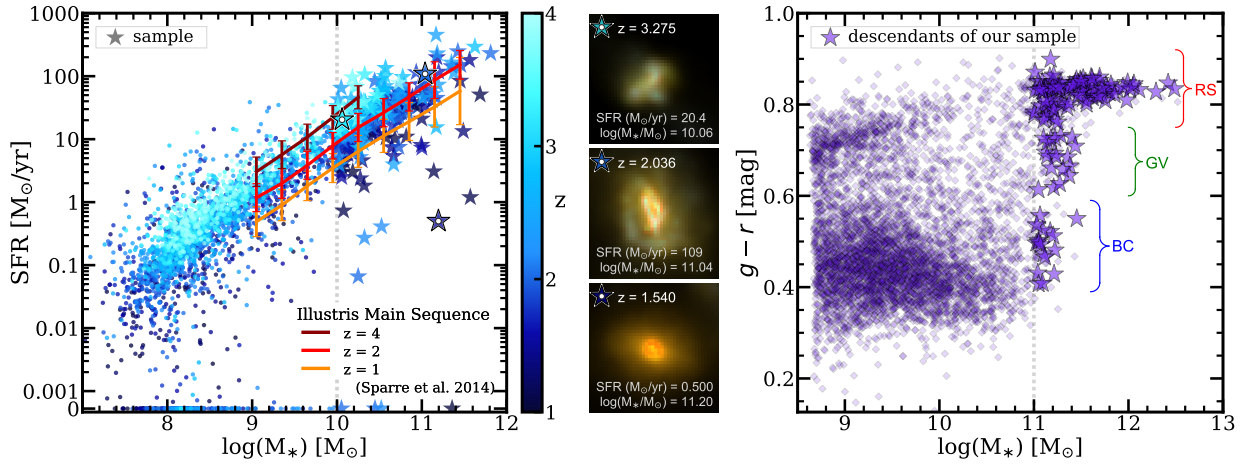 1000
100
10
1
0.1
0.01
0.001
0
SFR [M⊙/yr]
sample
Illustris Main Sequence
z = 4
z = 2
z = 1
(Sparre et al. 2014)
8
9
10
11
12
log(M∗) [M⊙]
4
3
2
1
z
z = 3.275
SFR (M⊙/yr) = 20.4
log(M∗/M⊙) = 10.06
z = 2.036
SFR (M⊙/yr) = 109
log(M∗/M⊙) = 11.04
z = 1.540
SFR (M⊙/yr) = 0.500
log(M∗/M⊙) = 11.20
1.0
0.8
0.6
0.4
0.2
g − r [mag]
descendants of our sample
RS
GV
BC
9
10
11
12
13
log(M∗) [M⊙]